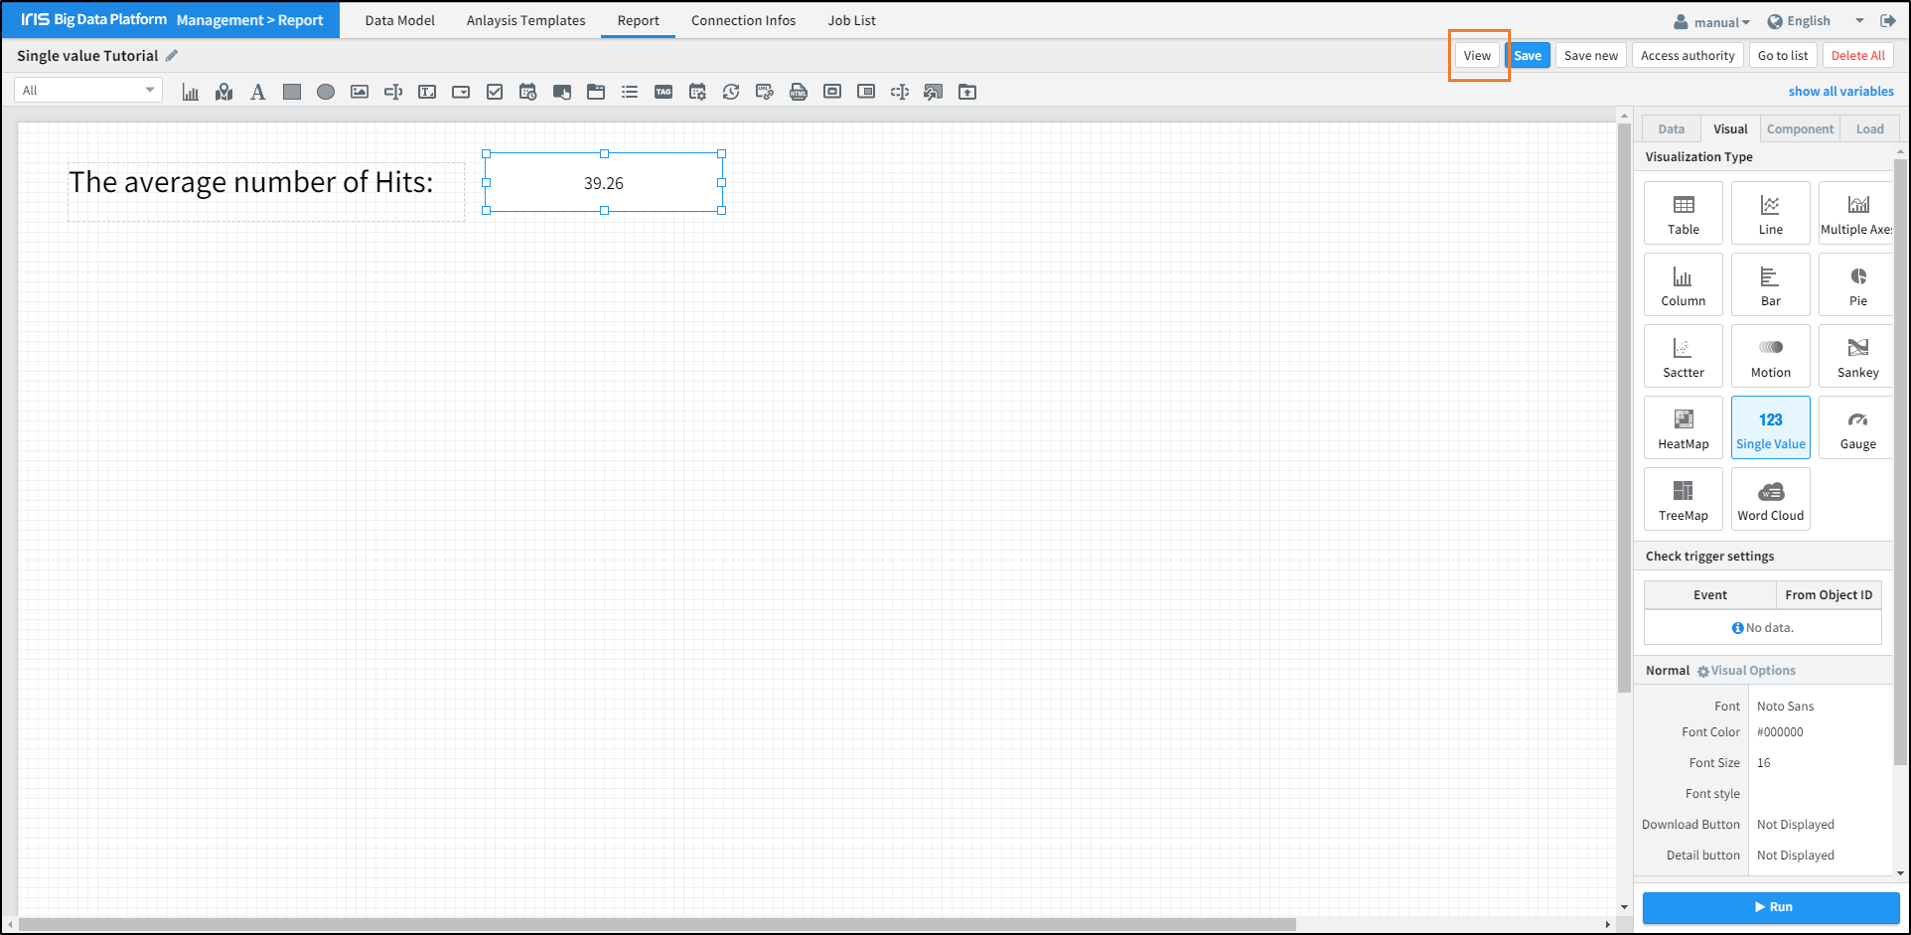 IRIS Big Data Platform Management > Report Data Model Anlaysis Templates Report Connection Infos Job List manual English
Single value Tutorial View Save Save new Access authority Go to list Delete All
All TAG show all variables
Data Visual Component Load
Visualization Type
The average number of Hits: 39.26
Table Line Multiple Axes
Column Bar Pie
Sactter Motion Sankey
123
HeatMap Single Value Gauge
TreeMap Word Cloud
Check trigger settings
Event From Object ID
No data.
Normal Visual Options
Font Noto Sans
Font Color #000000
Font Size 16
Font style
Download Button Not Displayed
Detail button Not Displayed
Run